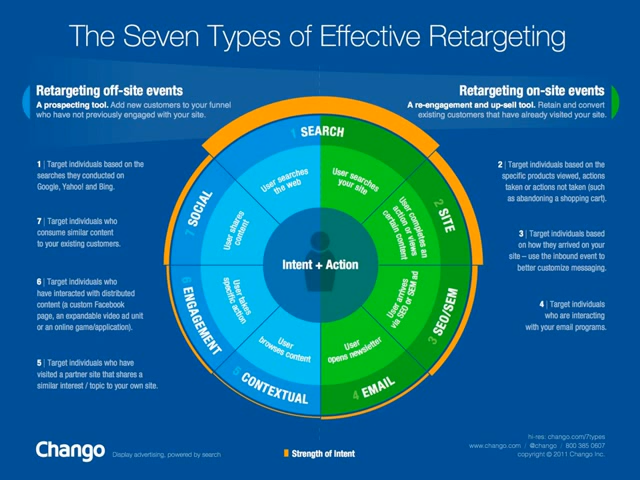 The Seven Types of Effective Retargeting
Retargeting off-site events
A prospecting tool. Add new customers to your funnel
who have not previously engaged with your site.
Retargeting on-site events
A re-engagement and up-sell tool. Retain and convert
existing customers that have already visited your site.
1 | Target individuals based on the
searches they conducted on
Google, Yahoo! and Bing.
7 | Target individuals who
consume similar content
to your existing customers.
6 | Target individuals who
have interacted with distributed
content (a custom Facebook
page, an expandable video ad unit
or an online game/application).
5 | Target individuals who have
visited a partner site that shares a
similar interest / topic to your own site.
1 SEARCH
User searches
the web
User searches
your site
2 SITE
User completes an
action or views
certain content
3 SEO/SEM
User arrives
via SEO or SEM ad
4 EMAIL
User
opens newsletter
5 CONTEXTUAL
User
browses content
6 ENGAGEMENT
User takes
specific action
7 SOCIAL
User shares
content
Intent + Action
2 | Target individuals based on the
specific products viewed, actions
taken or actions not taken (such
as abandoning a shopping cart).
3 | Target individuals based
on how they arrived on your
site – use the inbound event to
better customize messaging.
4 | Target individuals
who are interacting
with your email programs.
Chango
Display advertising, powered by search
Strength of Intent
hi-res: chango.com/7types
www.chango.com / @chango / 800 385 0607
copyright © 2011 Chango Inc.